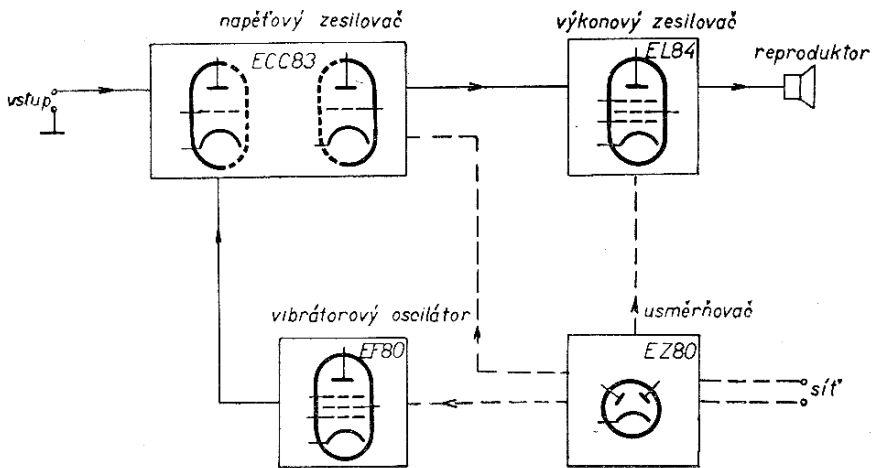 napěťový zesilovač
výkonový zesilovač
ECC83
EL84
reproduktor
vstup
vibrátorový oscilátor
usměrňovač
EF80
EZ80
síť